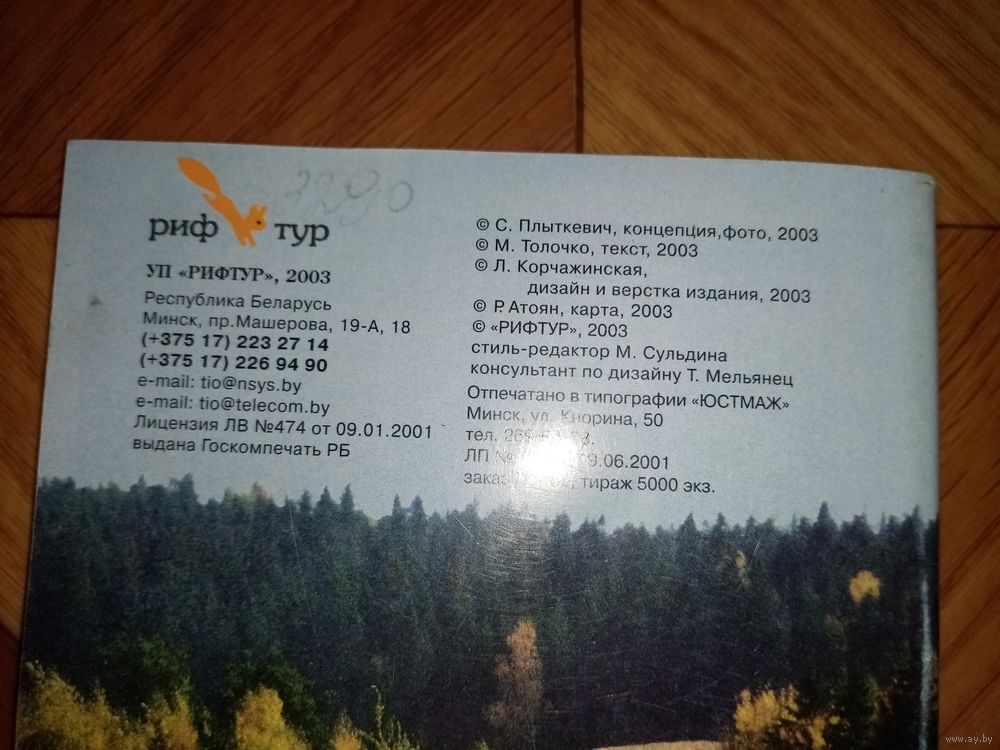 7290
риф тур
УП «РИФТУР», 2003
Республика Беларусь
Минск, пр.Машерова, 19-А, 18
(+375 17) 223 27 14
(+375 17) 226 94 90
e-mail: tio@nsys.by
e-mail: tio@telecom.by
Лицензия ЛВ №474 от 09.01.2001
выдана Госкомпечать РБ
© С. Плыткевич, концепция,фото, 2003
© М. Толочко, текст, 2003
© Л. Корчажинская,
дизайн и верстка издания, 2003
© Р. Атоян, карта, 2003
© «РИФТУР», 2003
стиль-редактор М. Сульдина
консультант по дизайну Т. Мельянец
Отпечатано в типографии «ЮСТМАЖ»
Минск, ул. Кнорина, 50
тел.
ЛП 09.06.2001
заказ тираж 5000 экз.
www.ay.by